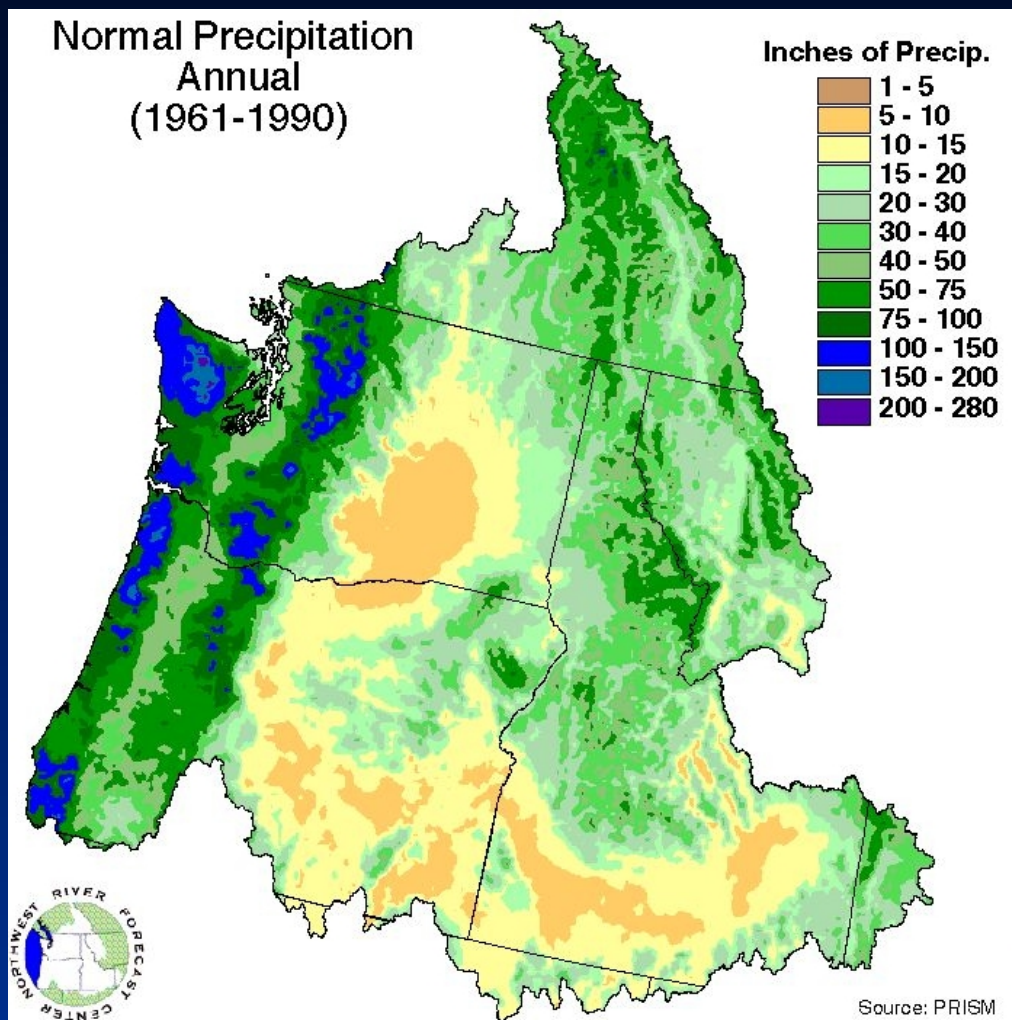 Normal Precipitation
Annual
(1961-1990)
Inches of Precip.
1 - 5
5 - 10
10 - 15
15 - 20
20 - 30
30 - 40
40 - 50
50 - 75
75 - 100
100 - 150
150 - 200
200 - 280
NORTHWEST RIVER FORECAST CENTER
Source: PRISM